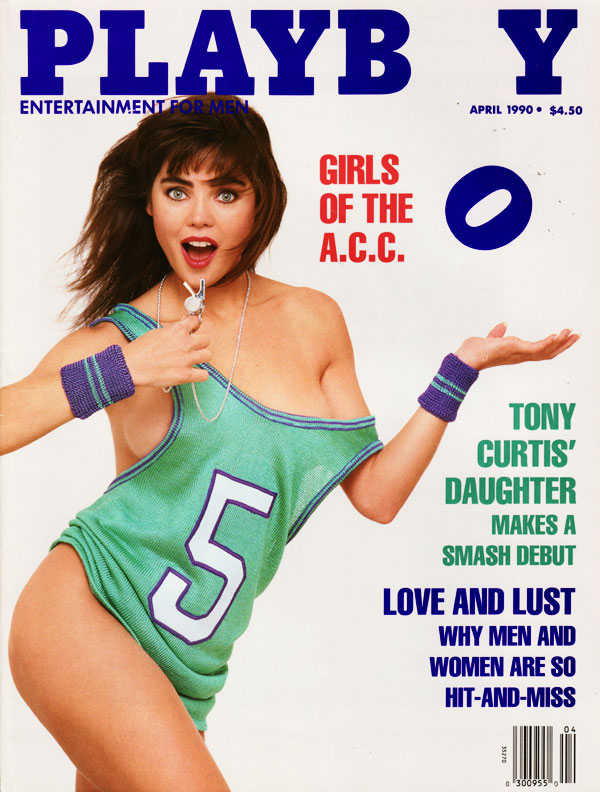 PLAYB Y
ENTERTAINMENT FOR MEN
APRIL 1990 • $4.50
GIRLS
OF THE
A.C.C.
O
5
TONY
CURTIS'
DAUGHTER
MAKES A
SMASH DEBUT
LOVE AND LUST
WHY MEN AND
WOMEN ARE SO
HIT-AND-MISS
04
35270
0 300955 0